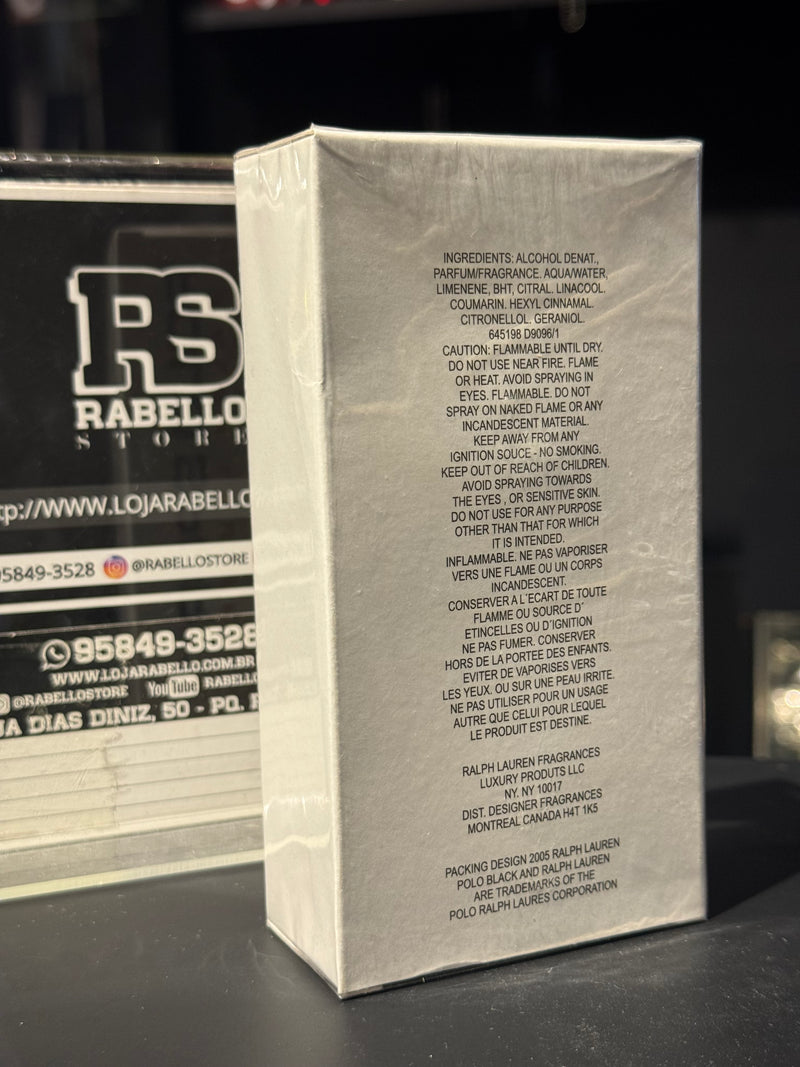 RS
RABELLO
STORE
tp://WWW.LOJARABELLO
95849-3528 @RABELLOSTORE
95849-3528
WWW.LOJARABELLO.COM.BR
@RABELLOSTORE YouTube RABELLO
DIAS DINIZ, 50 - PQ.
INGREDIENTS: ALCOHOL DENAT.,
PARFUM/FRAGRANCE. AQUA/WATER,
LIMENENE, BHT, CITRAL. LINACOOL.
COUMARIN. HEXYL CINNAMAL.
CITRONELLOL. GERANIOL.
645198 D9096/1
CAUTION: FLAMMABLE UNTIL DRY.
DO NOT USE NEAR FIRE. FLAME
OR HEAT. AVOID SPRAYING IN
EYES. FLAMMABLE. DO NOT
SPRAY ON NAKED FLAME OR ANY
INCANDESCENT MATERIAL.
KEEP AWAY FROM ANY
IGNITION SOUCE - NO SMOKING.
KEEP OUT OF REACH OF CHILDREN.
AVOID SPRAYING TOWARDS
THE EYES , OR SENSITIVE SKIN.
DO NOT USE FOR ANY PURPOSE
OTHER THAN THAT FOR WHICH
IT IS INTENDED.
INFLAMMABLE. NE PAS VAPORISER
VERS UNE FLAME OU UN CORPS
INCANDESCENT.
CONSERVER A L´ECART DE TOUTE
FLAMME OU SOURCE D´
ETINCELLES OU D´IGNITION
NE PAS FUMER. CONSERVER
HORS DE LA PORTEE DES ENFANTS.
EVITER DE VAPORISES VERS
LES YEUX. OU SUR UNE PEAU IRRITE.
NE PAS UTILISER POUR UN USAGE
AUTRE QUE CELUI POUR LEQUEL
LE PRODUIT EST DESTINE.
RALPH LAUREN FRAGRANCES
LUXURY PRODUTS LLC
NY. NY 10017
DIST. DESIGNER FRAGRANCES
MONTREAL CANADA H4T 1K5
PACKING DESIGN 2005 RALPH LAUREN
POLO BLACK AND RALPH LAUREN
ARE TRADEMARKS OF THE
POLO RALPH LAURES CORPORATION